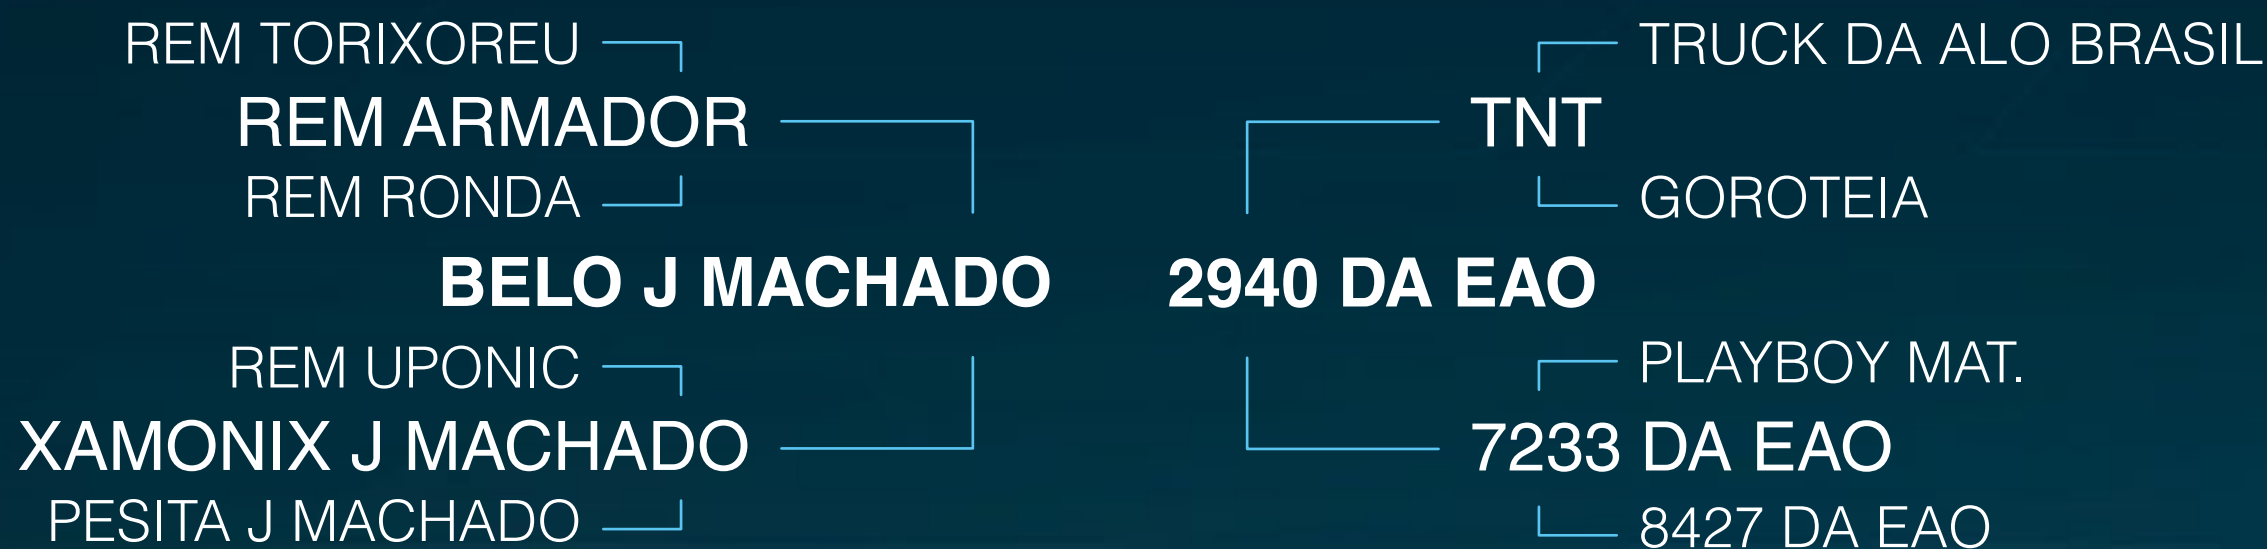 REM TORIXOREU
TRUCK DA ALO BRASIL
REM ARMADOR
TNT
REM RONDA
GOROTEIA
BELO J MACHADO
2940 DA EAO
REM UPONIC
PLAYBOY MAT.
XAMONIX J MACHADO
7233 DA EAO
PESITA J MACHADO
8427 DA EAO